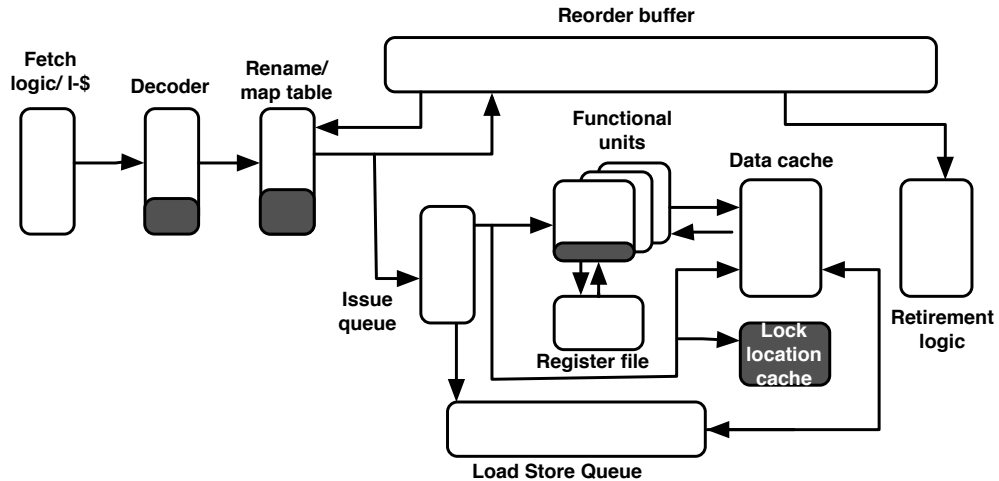 Reorder buffer
Fetch
logic/ I-$
Decoder
Rename/
map table
Functional
units
Data cache
Issue
queue
Register file
Lock
location
cache
Retirement
logic
Load Store Queue